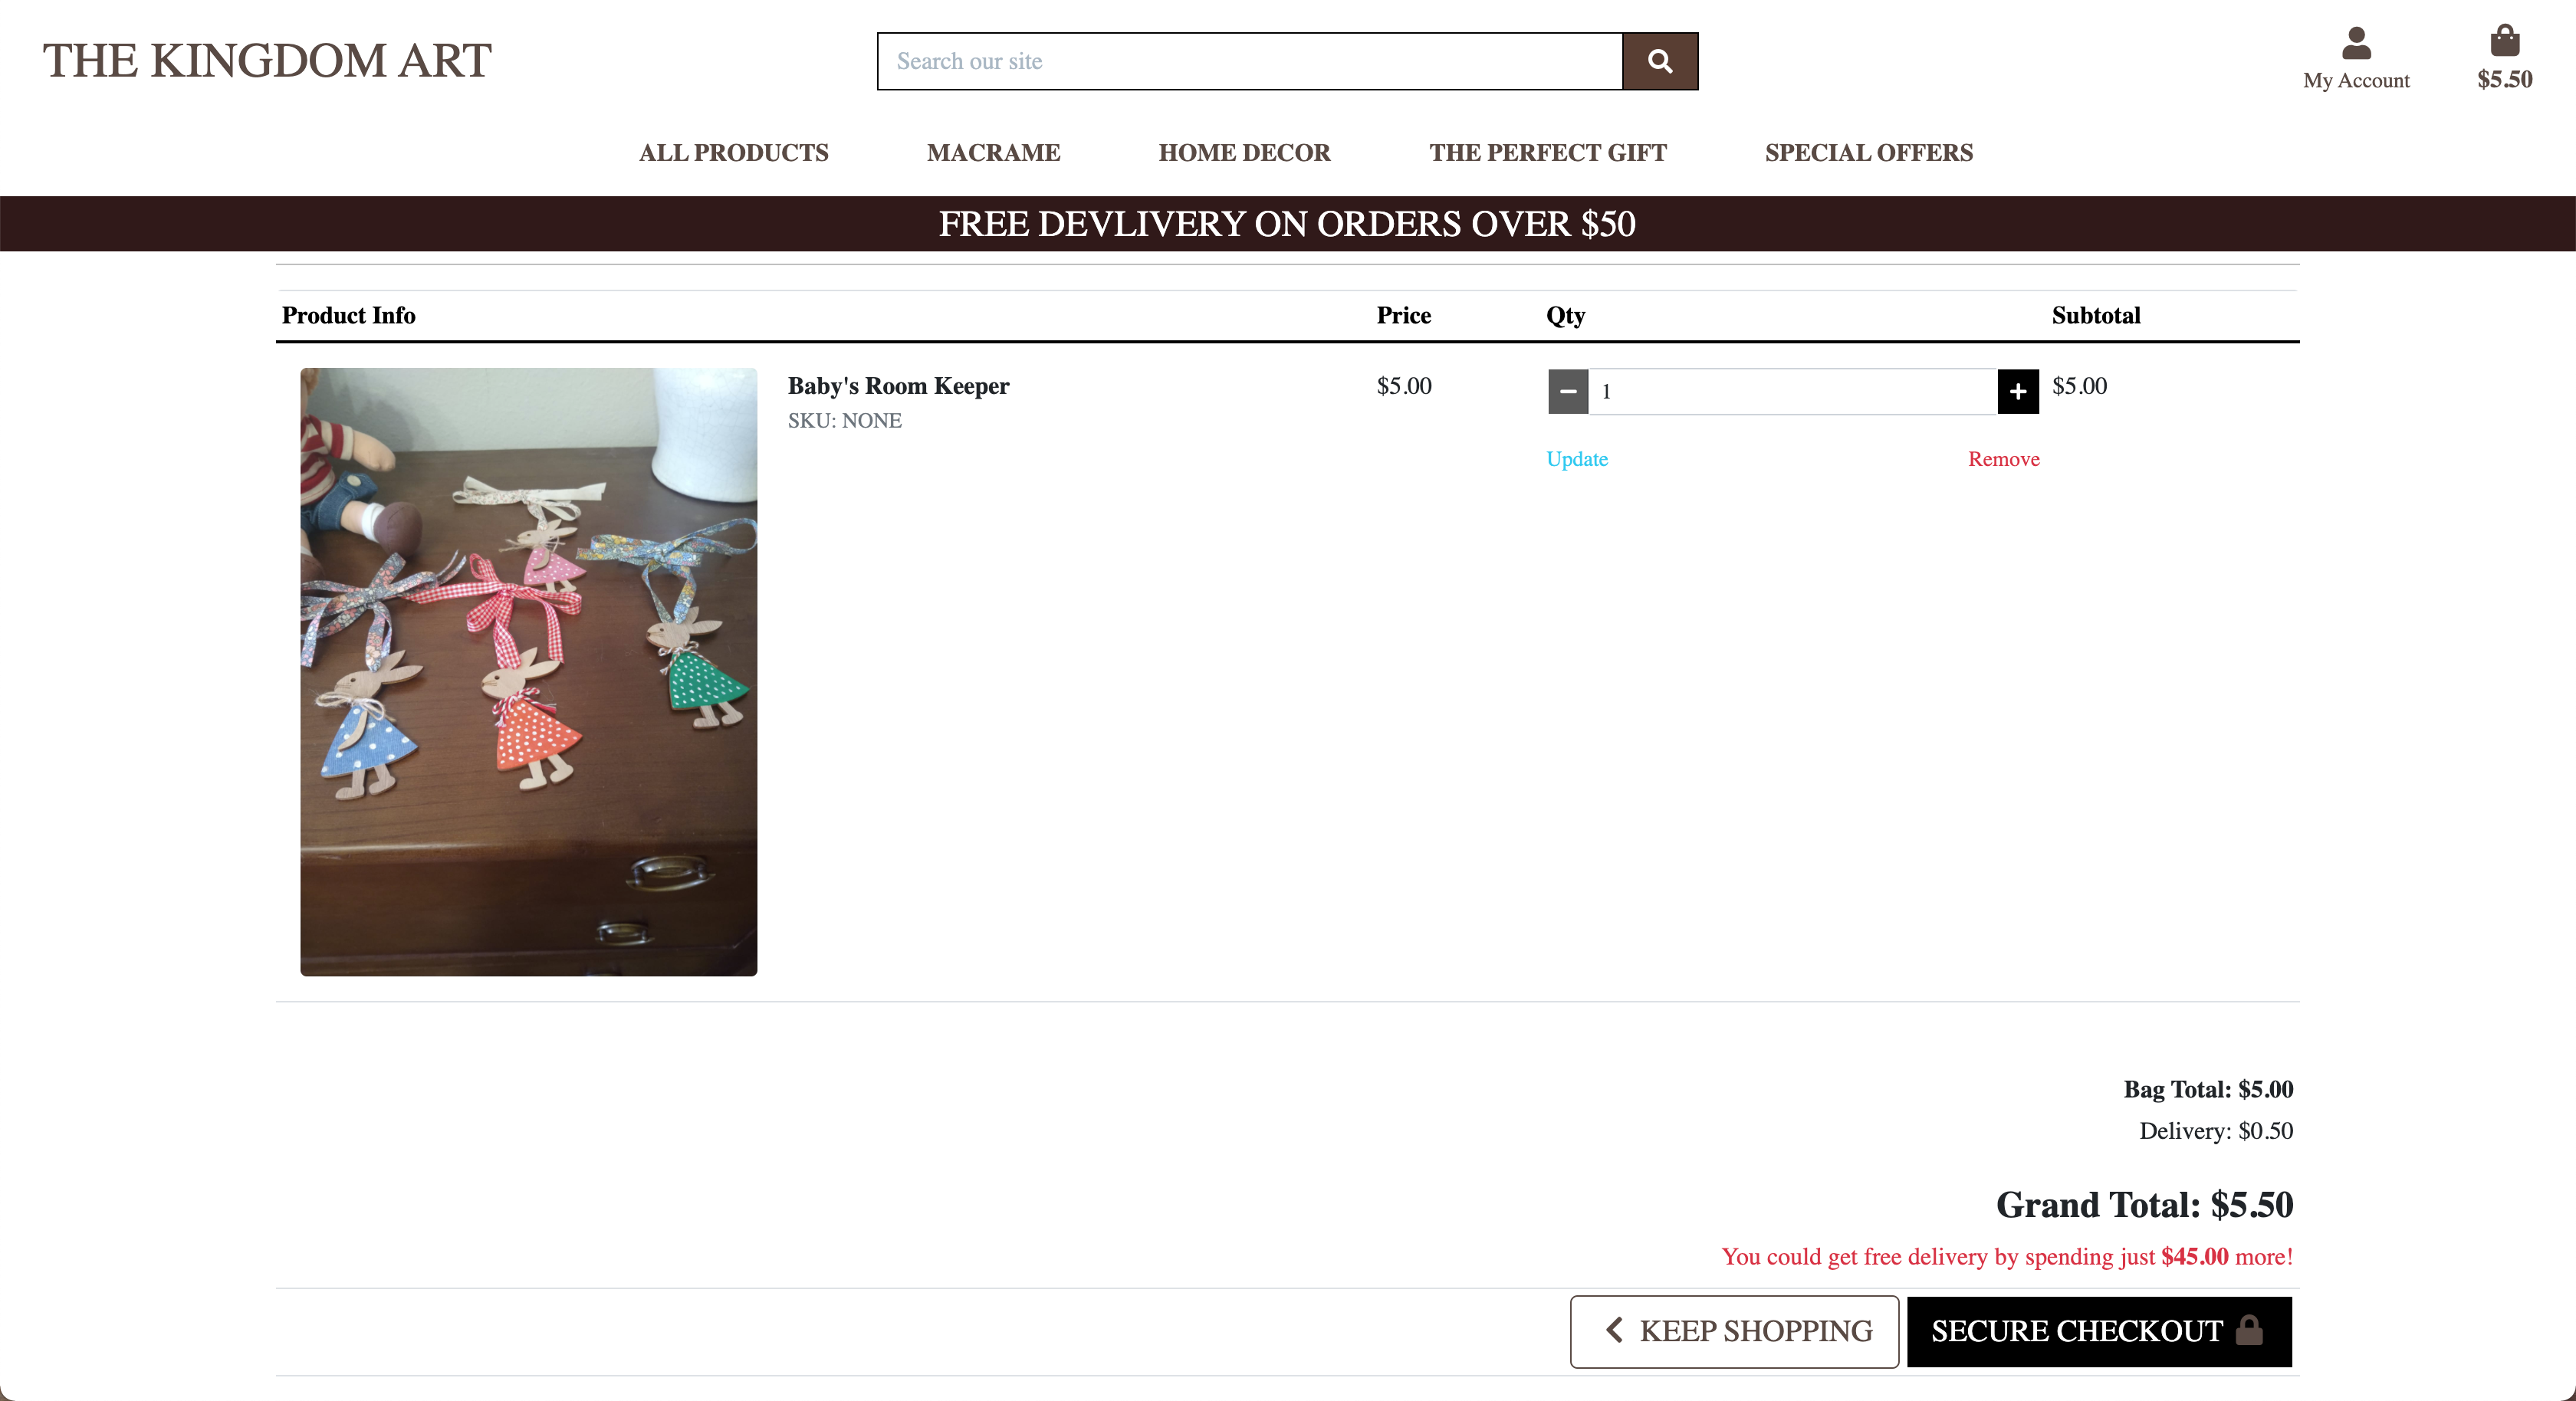 THE KINGDOM ART
Search our site
My Account
$5.50
ALL PRODUCTS MACRAME HOME DECOR THE PERFECT GIFT SPECIAL OFFERS
FREE DEVLIVERY ON ORDERS OVER $50
Product Info Price Qty Subtotal
Baby's Room Keeper $5.00 1 $5.00
SKU: NONE
Update Remove
Bag Total: $5.00
Delivery: $0.50
Grand Total: $5.50
You could get free delivery by spending just $45.00 more!
KEEP SHOPPING SECURE CHECKOUT